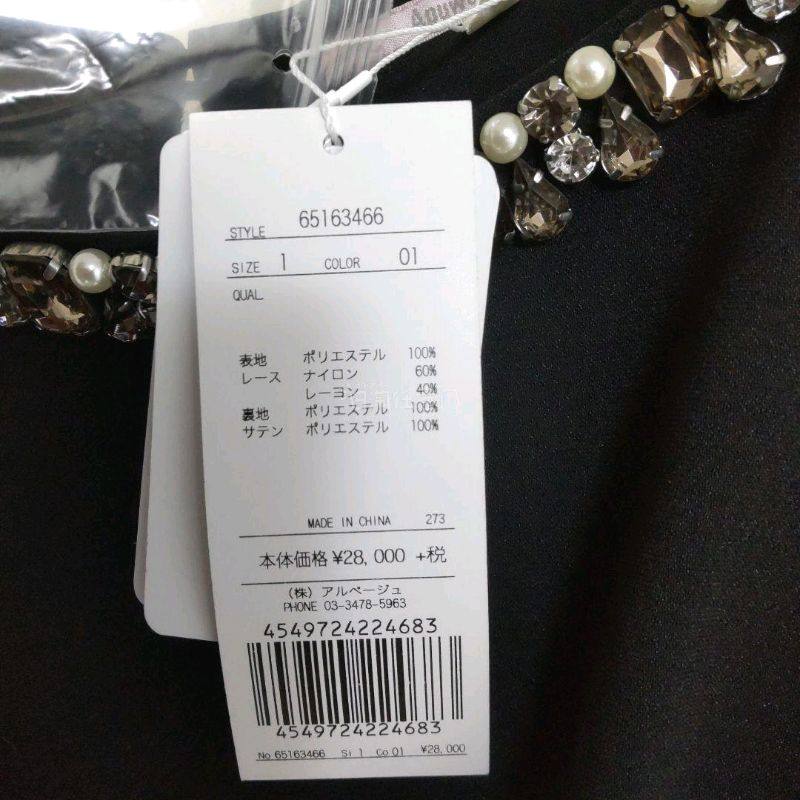 STYLE 65163466
SIZE 1 COLOR 01
QUAL
表地 ポリエステル 100%
レース ナイロン 60%
レーヨン 40%
裏地 ポリエステル 100%
サテン ポリエステル 100%
MADE IN CHINA 273
本体価格 ¥28,000 +税
(株) アルページュ
PHONE 03-3478-5963
4549724224683
4549724224683
No 65163466 Si 1 Co 01 ¥28,000